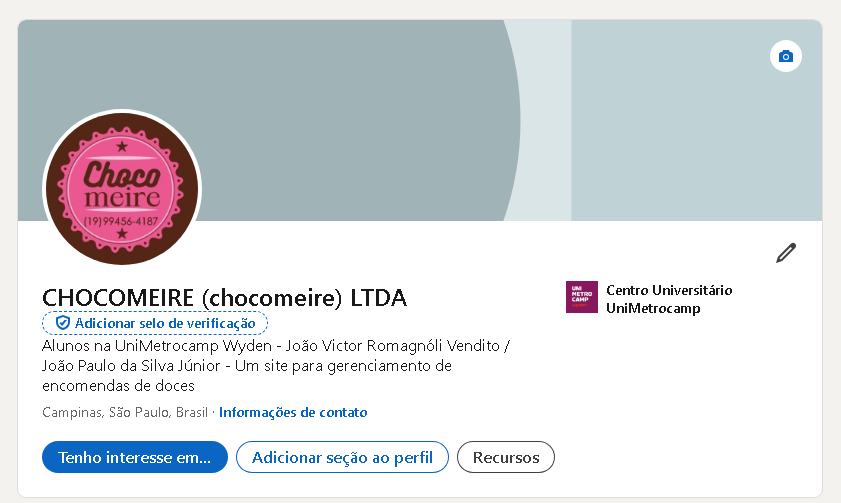 Choco
meire
(19)99456-4187
CHOCOMEIRE (chocomeire) LTDA
Adicionar selo de verificação
Alunos na UniMetrocamp Wyden - João Victor Romagnóli Vendito /
João Paulo da Silva Júnior - Um site para gerenciamento de
encomendas de doces
Campinas, São Paulo, Brasil · Informações de contato
Tenho interesse em... Adicionar seção ao perfil Recursos
UNI
METRO
CAMP
Centro Universitário
UniMetrocamp